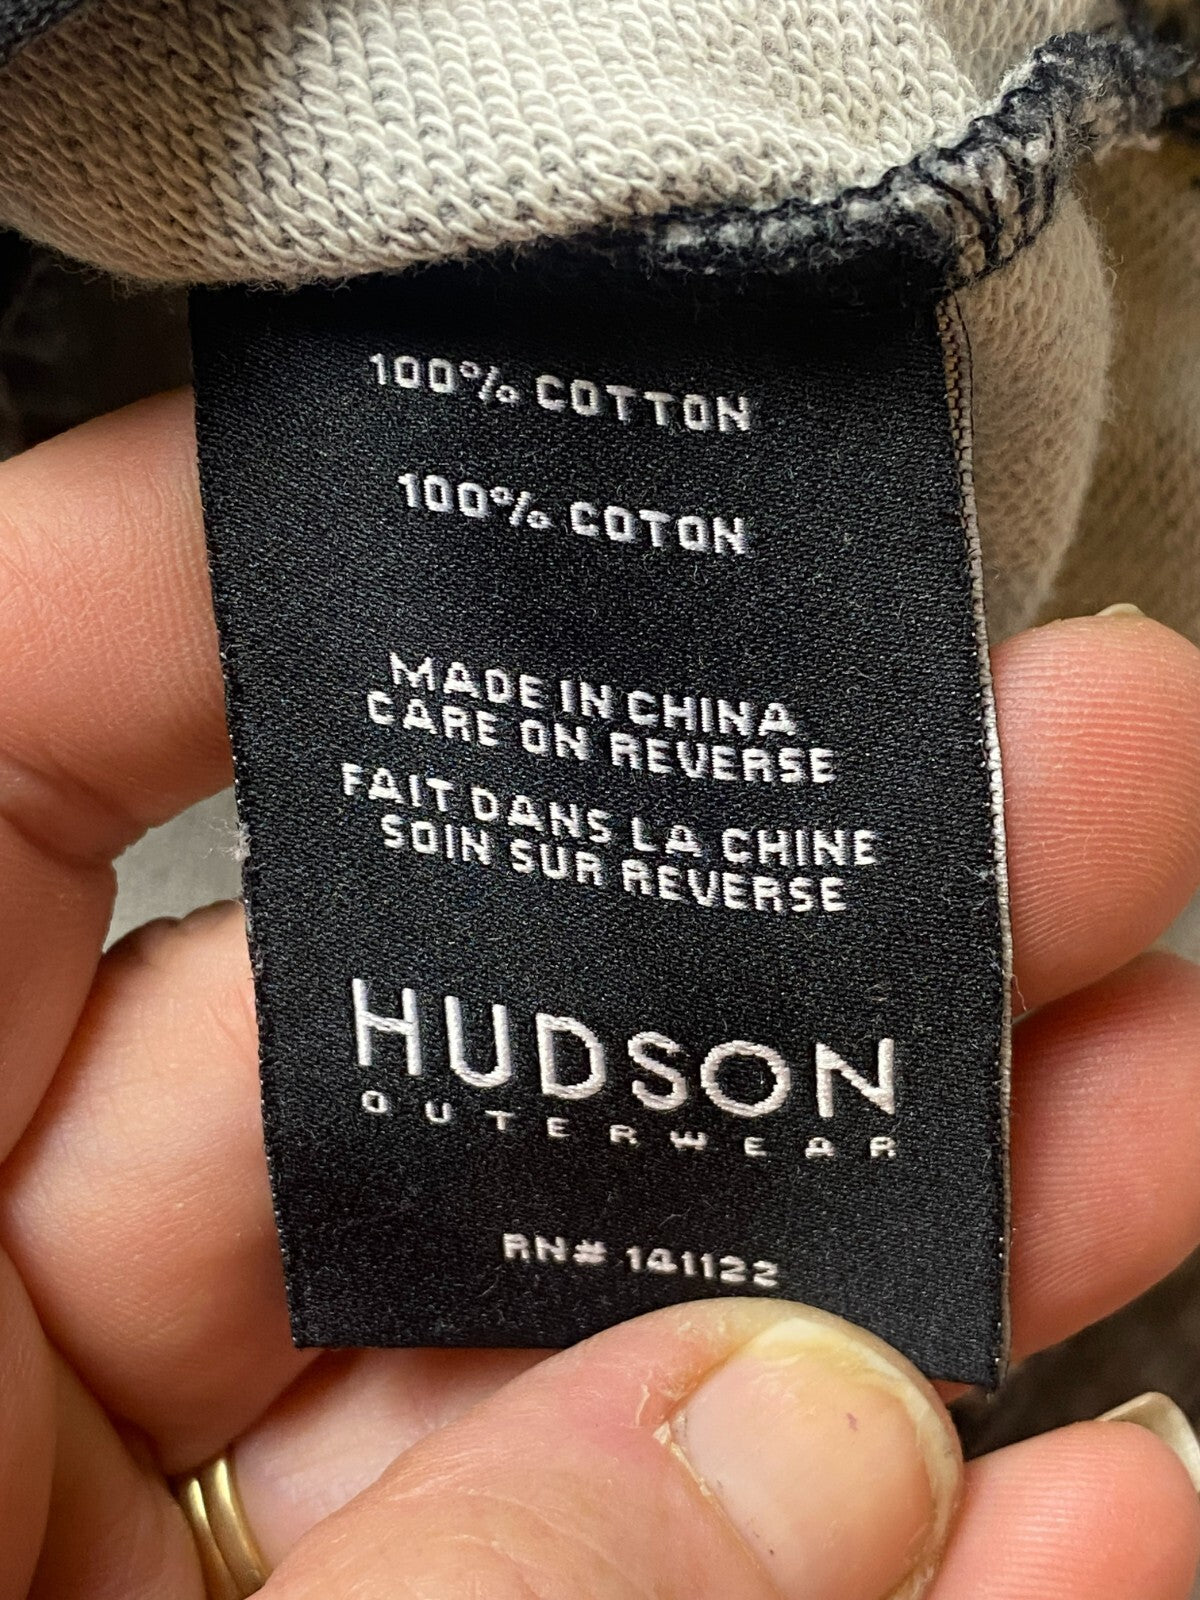 100% COTTON
100% COTON
MADE IN CHINA
CARE ON REVERSE
FAIT DANS LA CHINE
SOIN SUR REVERSE
HUDSON
OUTERWEAR
RN# 141122